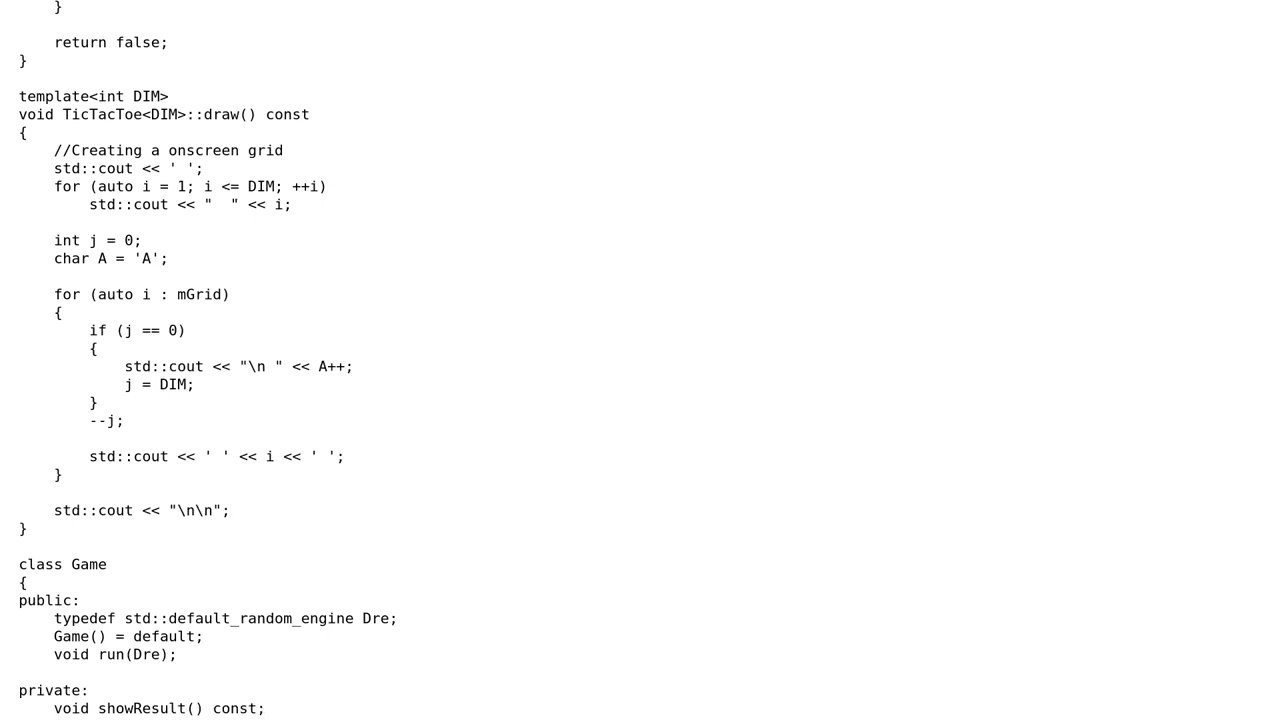 }

    return false;
}

template<int DIM>
void TicTacToe<DIM>::draw() const
{
    //Creating a onscreen grid
    std::cout << ' ';
    for (auto i = 1; i <= DIM; ++i)
        std::cout << "  " << i;

    int j = 0;
    char A = 'A';

    for (auto i : mGrid)
    {
        if (j == 0)
        {
            std::cout << "\n " << A++;
            j = DIM;
        }
        --j;

        std::cout << ' ' << i << ' ';
    }

    std::cout << "\n\n";
}

class Game
{
public:
    typedef std::default_random_engine Dre;
    Game() = default;
    void run(Dre);

private:
    void showResult() const;